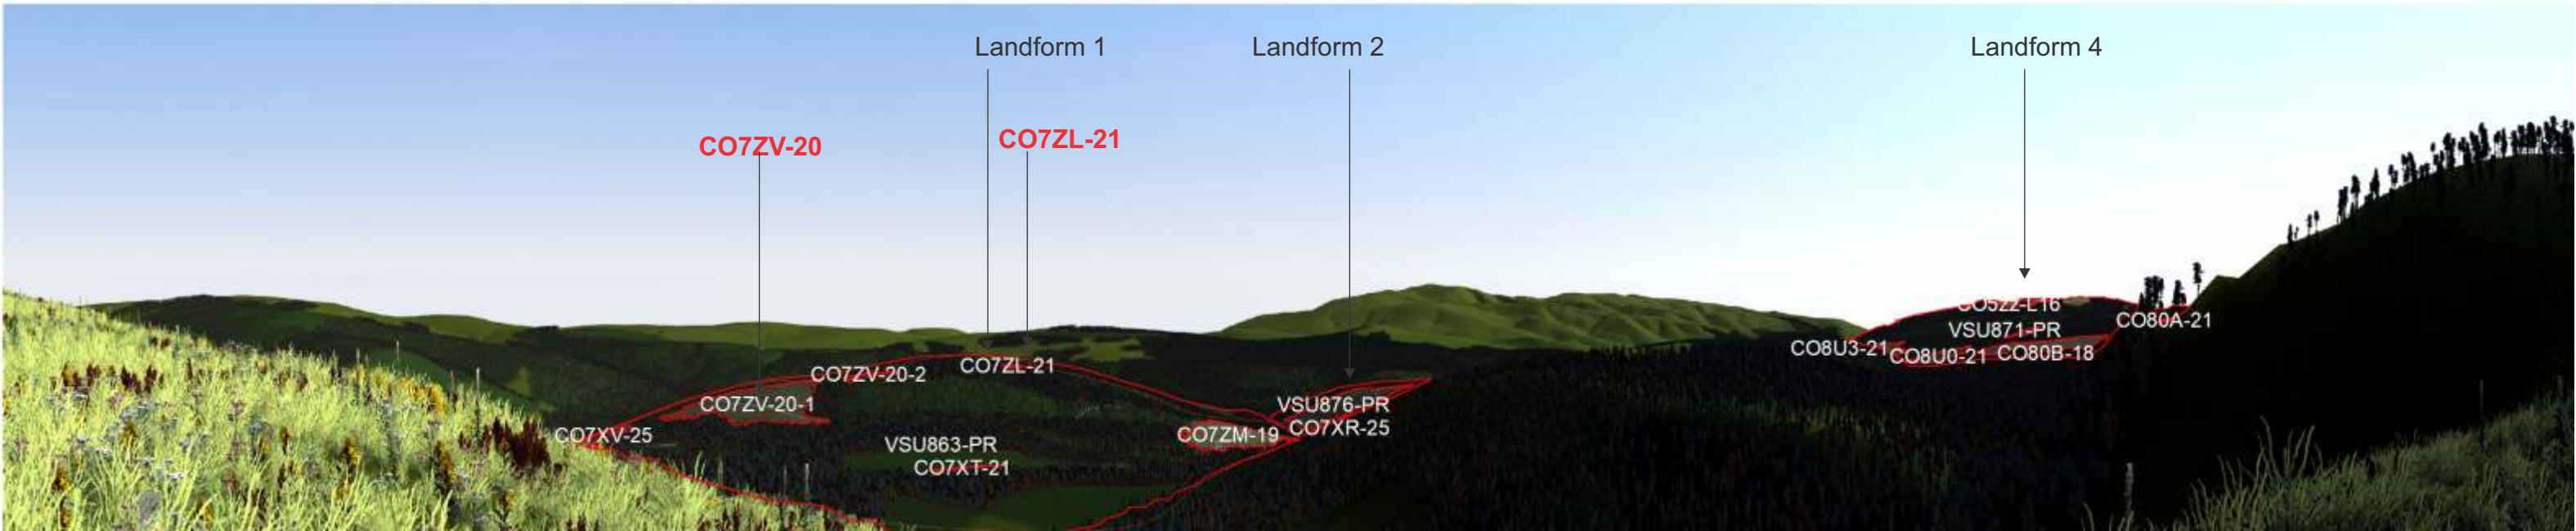 Landform 1
Landform 2
Landform 4
CO7ZV-20
CO7ZL-21
CO5ZZ-L16
CO80A-21
VSU871-PR
CO8U3-21
CO8U0-21
CO80B-18
CO7ZV-20-2
CO7ZL-21
CO7ZV-20-1
VSU876-PR
CO7XR-25
CO7XV-25
CO7ZM-19
VSU863-PR
CO7XT-21